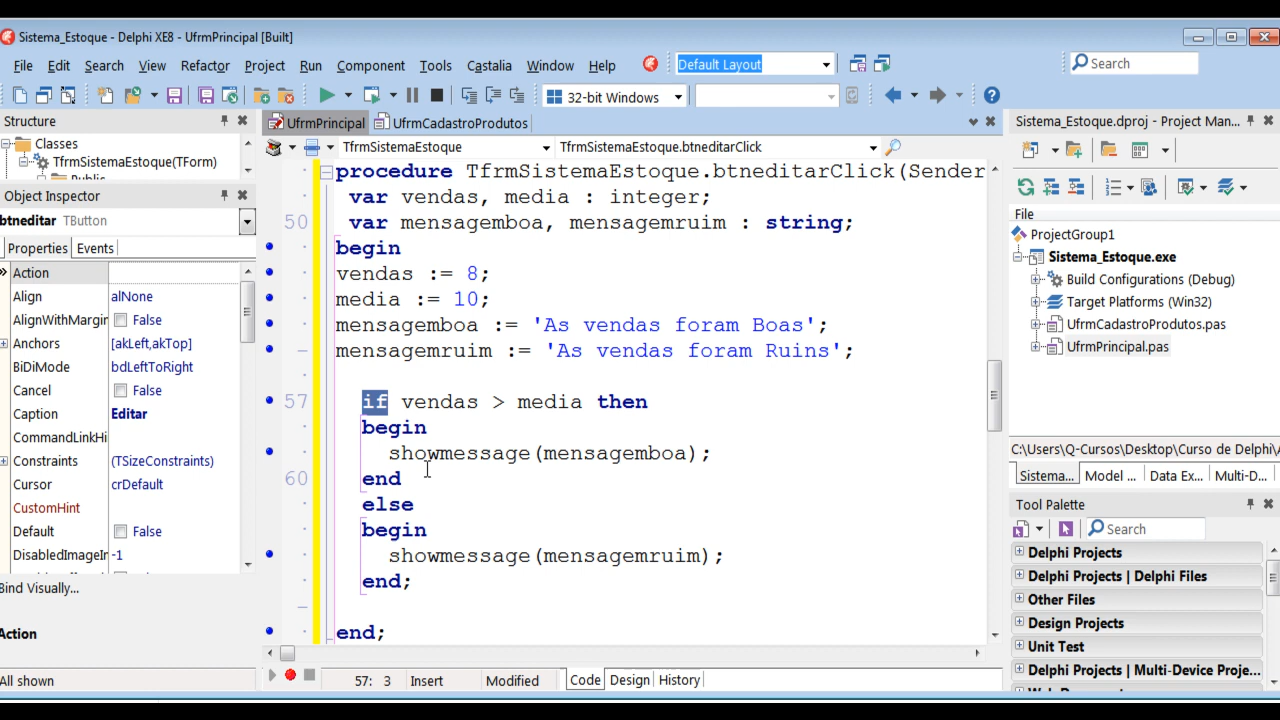 Sistema_Estoque - Delphi XE8 - UfrmPrincipal [Built]
File Edit Search View Refactor Project Run Component Tools Castalia Window Help Default Layout Search
32-bit Windows
Structure
Classes
TfrmSistemaEstoque(TForm)
Object Inspector
btneditar TButton
Properties Events
Action
Align alNone
AlignWithMargin False
Anchors [akLeft,akTop]
BiDiMode bdLeftToRight
Cancel False
Caption Editar
CommandLinkHi
Constraints (TSizeConstraints)
Cursor crDefault
CustomHint
Default False
DisabledImageIn -1
Bind Visually...
Action
All shown
UfrmPrincipal UfrmCadastroProdutos
TfrmSistemaEstoque TfrmSistemaEstoque.btneditarClick
procedure TfrmSistemaEstoque.btneditarClick(Sender
var vendas, media : integer;
50 var mensagemboa, mensagemruim : string;
begin
vendas := 8;
media := 10;
mensagemboa := 'As vendas foram Boas';
mensagemruim := 'As vendas foram Ruins';
57 if vendas > media then
begin
showmessage(mensagemboa);
60 end
else
begin
showmessage(mensagemruim);
end;
end;
57: 3 Insert Modified Code Design History
Sistema_Estoque.dproj - Project Man...
File
ProjectGroup1
Sistema_Estoque.exe
Build Configurations (Debug)
Target Platforms (Win32)
UfrmCadastroProdutos.pas
UfrmPrincipal.pas
C:\Users\Q-Cursos\Desktop\Curso de Delphi\
Sistema... Model ... Data Ex... Multi-D...
Tool Palette
Search
Delphi Projects
Delphi Projects | Delphi Files
Other Files
Design Projects
Unit Test
Delphi Projects | Multi-Device Proje...